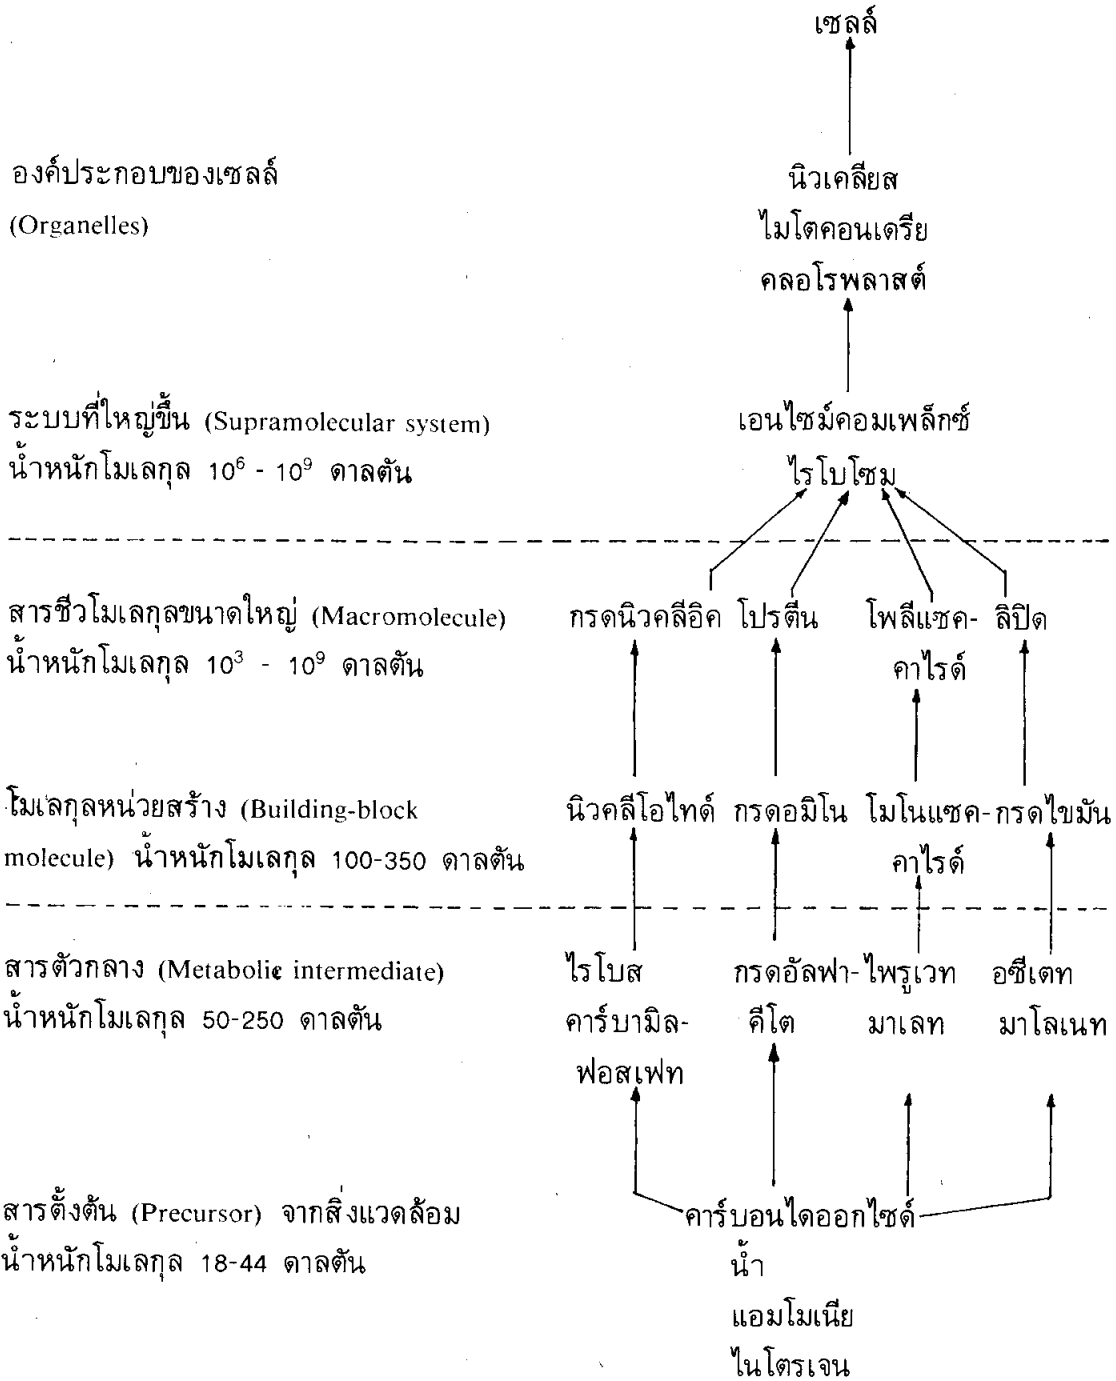 เซลล์
องค์ประกอบของเซลล์
(Organelles)
นิวเคลียส
ไมโตคอนเดรีย
คลอโรพลาสต์
ระบบที่ใหญ่ขึ้น (Supramolecular system)
น้ำหนักโมเลกุล 10⁶ - 10⁹ ดาลตัน
เอนไซม์คอมเพล็กซ์
ไรโบโซม
สารชีวโมเลกุลขนาดใหญ่ (Macromolecule)
น้ำหนักโมเลกุล 10³ - 10⁹ ดาลตัน
กรดนิวคลีอิค โปรตีน โพลีแซค- ลิปิด
คาไรด์
โมเลกุลหน่วยสร้าง (Building-block
molecule) น้ำหนักโมเลกุล 100-350 ดาลตัน
นิวคลีโอไทด์ กรดอมิโน โมโนแซค- กรดไขมัน
คาไรด์
สารตัวกลาง (Metabolic intermediate)
น้ำหนักโมเลกุล 50-250 ดาลตัน
ไรโบส กรดอัลฟา- ไพรูเวท อซีเตท
คาร์บามิล- คีโต มาเลท มาโลเนท
ฟอสเฟท
สารตั้งต้น (Precursor) จากสิ่งแวดล้อม
น้ำหนักโมเลกุล 18-44 ดาลตัน
คาร์บอนไดออกไซด์
น้ำ
แอมโมเนีย
ไนโตรเจน